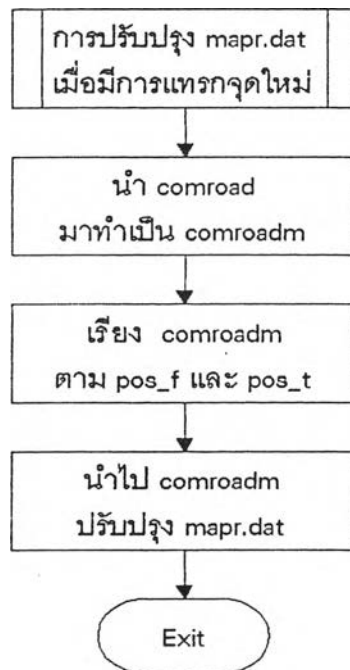 การปรับปรุง mapr.dat
เมื่อมีการแทรกจุดใหม่
นำ comroad
มาทำเป็น comroadm
เรียง comroadm
ตาม pos_f และ pos_t
นำไป comroadm
ปรับปรุง mapr.dat
Exit